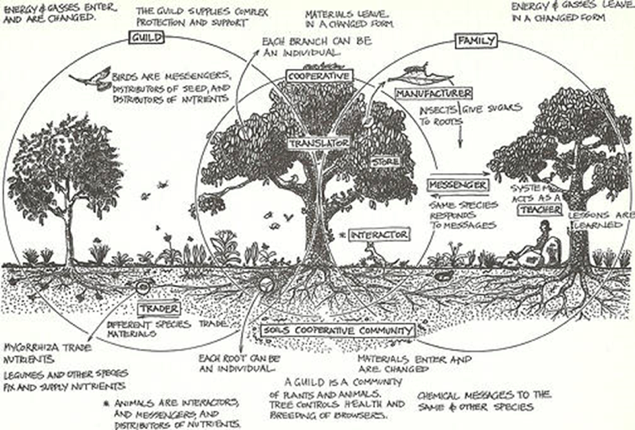 ENERGY & GASSES ENTER,
AND ARE CHANGED.
THE GUILD SUPPLIES COMPLEX
PROTECTION AND SUPPORT
MATERIALS LEAVE,
IN A CHANGED FORM
ENERGY & GASSES LEAVE
IN A CHANGED FORM
GUILD
EACH BRANCH CAN BE
AN INDIVIDUAL.
FAMILY
BIRDS ARE MESSENGERS,
DISTRIBUTORS OF SEED, AND
DISTRIBUTORS OF NUTRIENTS
COOPERATIVE
MANUFACTURER
INSECTS GIVE SUGARS
TO ROOTS
TRANSLATOR
STORE
MESSENGER
SAME SPECIES
RESPONDS
TO MESSAGES
SYSTEM
ACTS AS A
TEACHER
LESSONS ARE
LEARNED
* INTERACTOR
TRADER
DIFFERENT SPECIES TRADE
MATERIALS
SOILS COOPERATIVE COMMUNITY
MYCORRHIZA TRADE
NUTRIENTS
LEGUMES AND OTHER SPECIES
FIX AND SUPPLY NUTRIENTS
EACH ROOT CAN BE
AN INDIVIDUAL.
MATERIALS ENTER AND
ARE CHANGED
* ANIMALS ARE INTERACTORS,
AND MESSENGERS, AND
DISTRIBUTORS OF NUTRIENTS.
A GUILD IS A COMMUNITY
OF PLANTS AND ANIMALS.
TREE CONTROLS HEALTH AND
BREEDING OF BROWSERS.
CHEMICAL MESSAGES TO THE
SAME & OTHER SPECIES